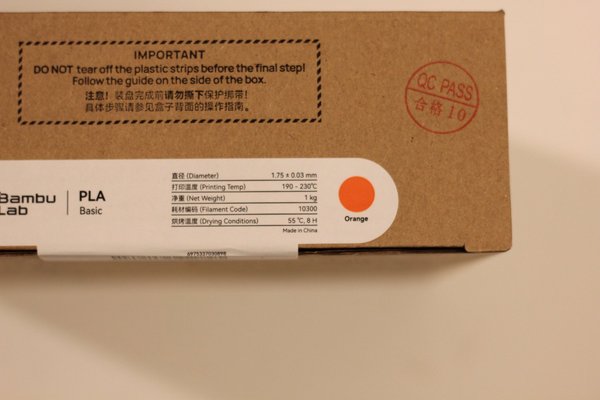 IMPORTANT
DO NOT tear off the plastic strips before the final step!
Follow the guide on the side of the box.
注意！装盘完成前请勿撕下保护绑带！
具体步骤请参见盒子背面的操作指南。
QC PASS
合格 10
Bambu
Lab
PLA
Basic
直径 (Diameter) 1.75 ± 0.03 mm
打印温度 (Printing Temp) 190 - 230℃
净重 (Net Weight) 1 kg
耗材编码 (Filament Code) 10300
烘烤温度 (Drying Conditions) 55 ℃, 8 H
Made in China
Orange